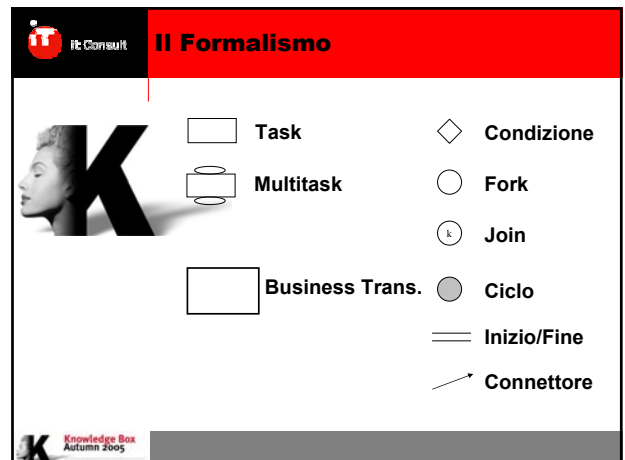 iT
it Consult
Il Formalismo
K
Task
Condizione
Multitask
Fork
k
Join
Business Trans.
Ciclo
Inizio/Fine
Connettore
K
Knowledge Box
Autumn 2005